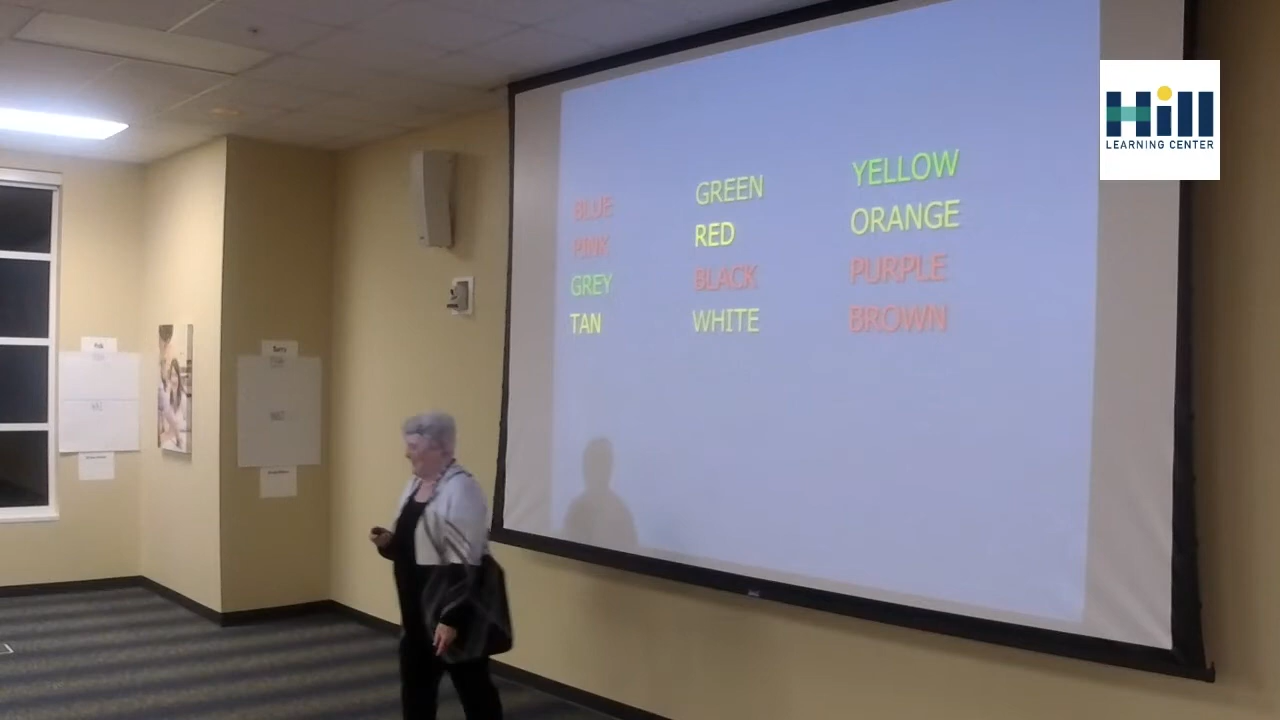 BLUE GREEN YELLOW
PINK RED ORANGE
GREY BLACK PURPLE
TAN WHITE BROWN
Hill
LEARNING CENTER